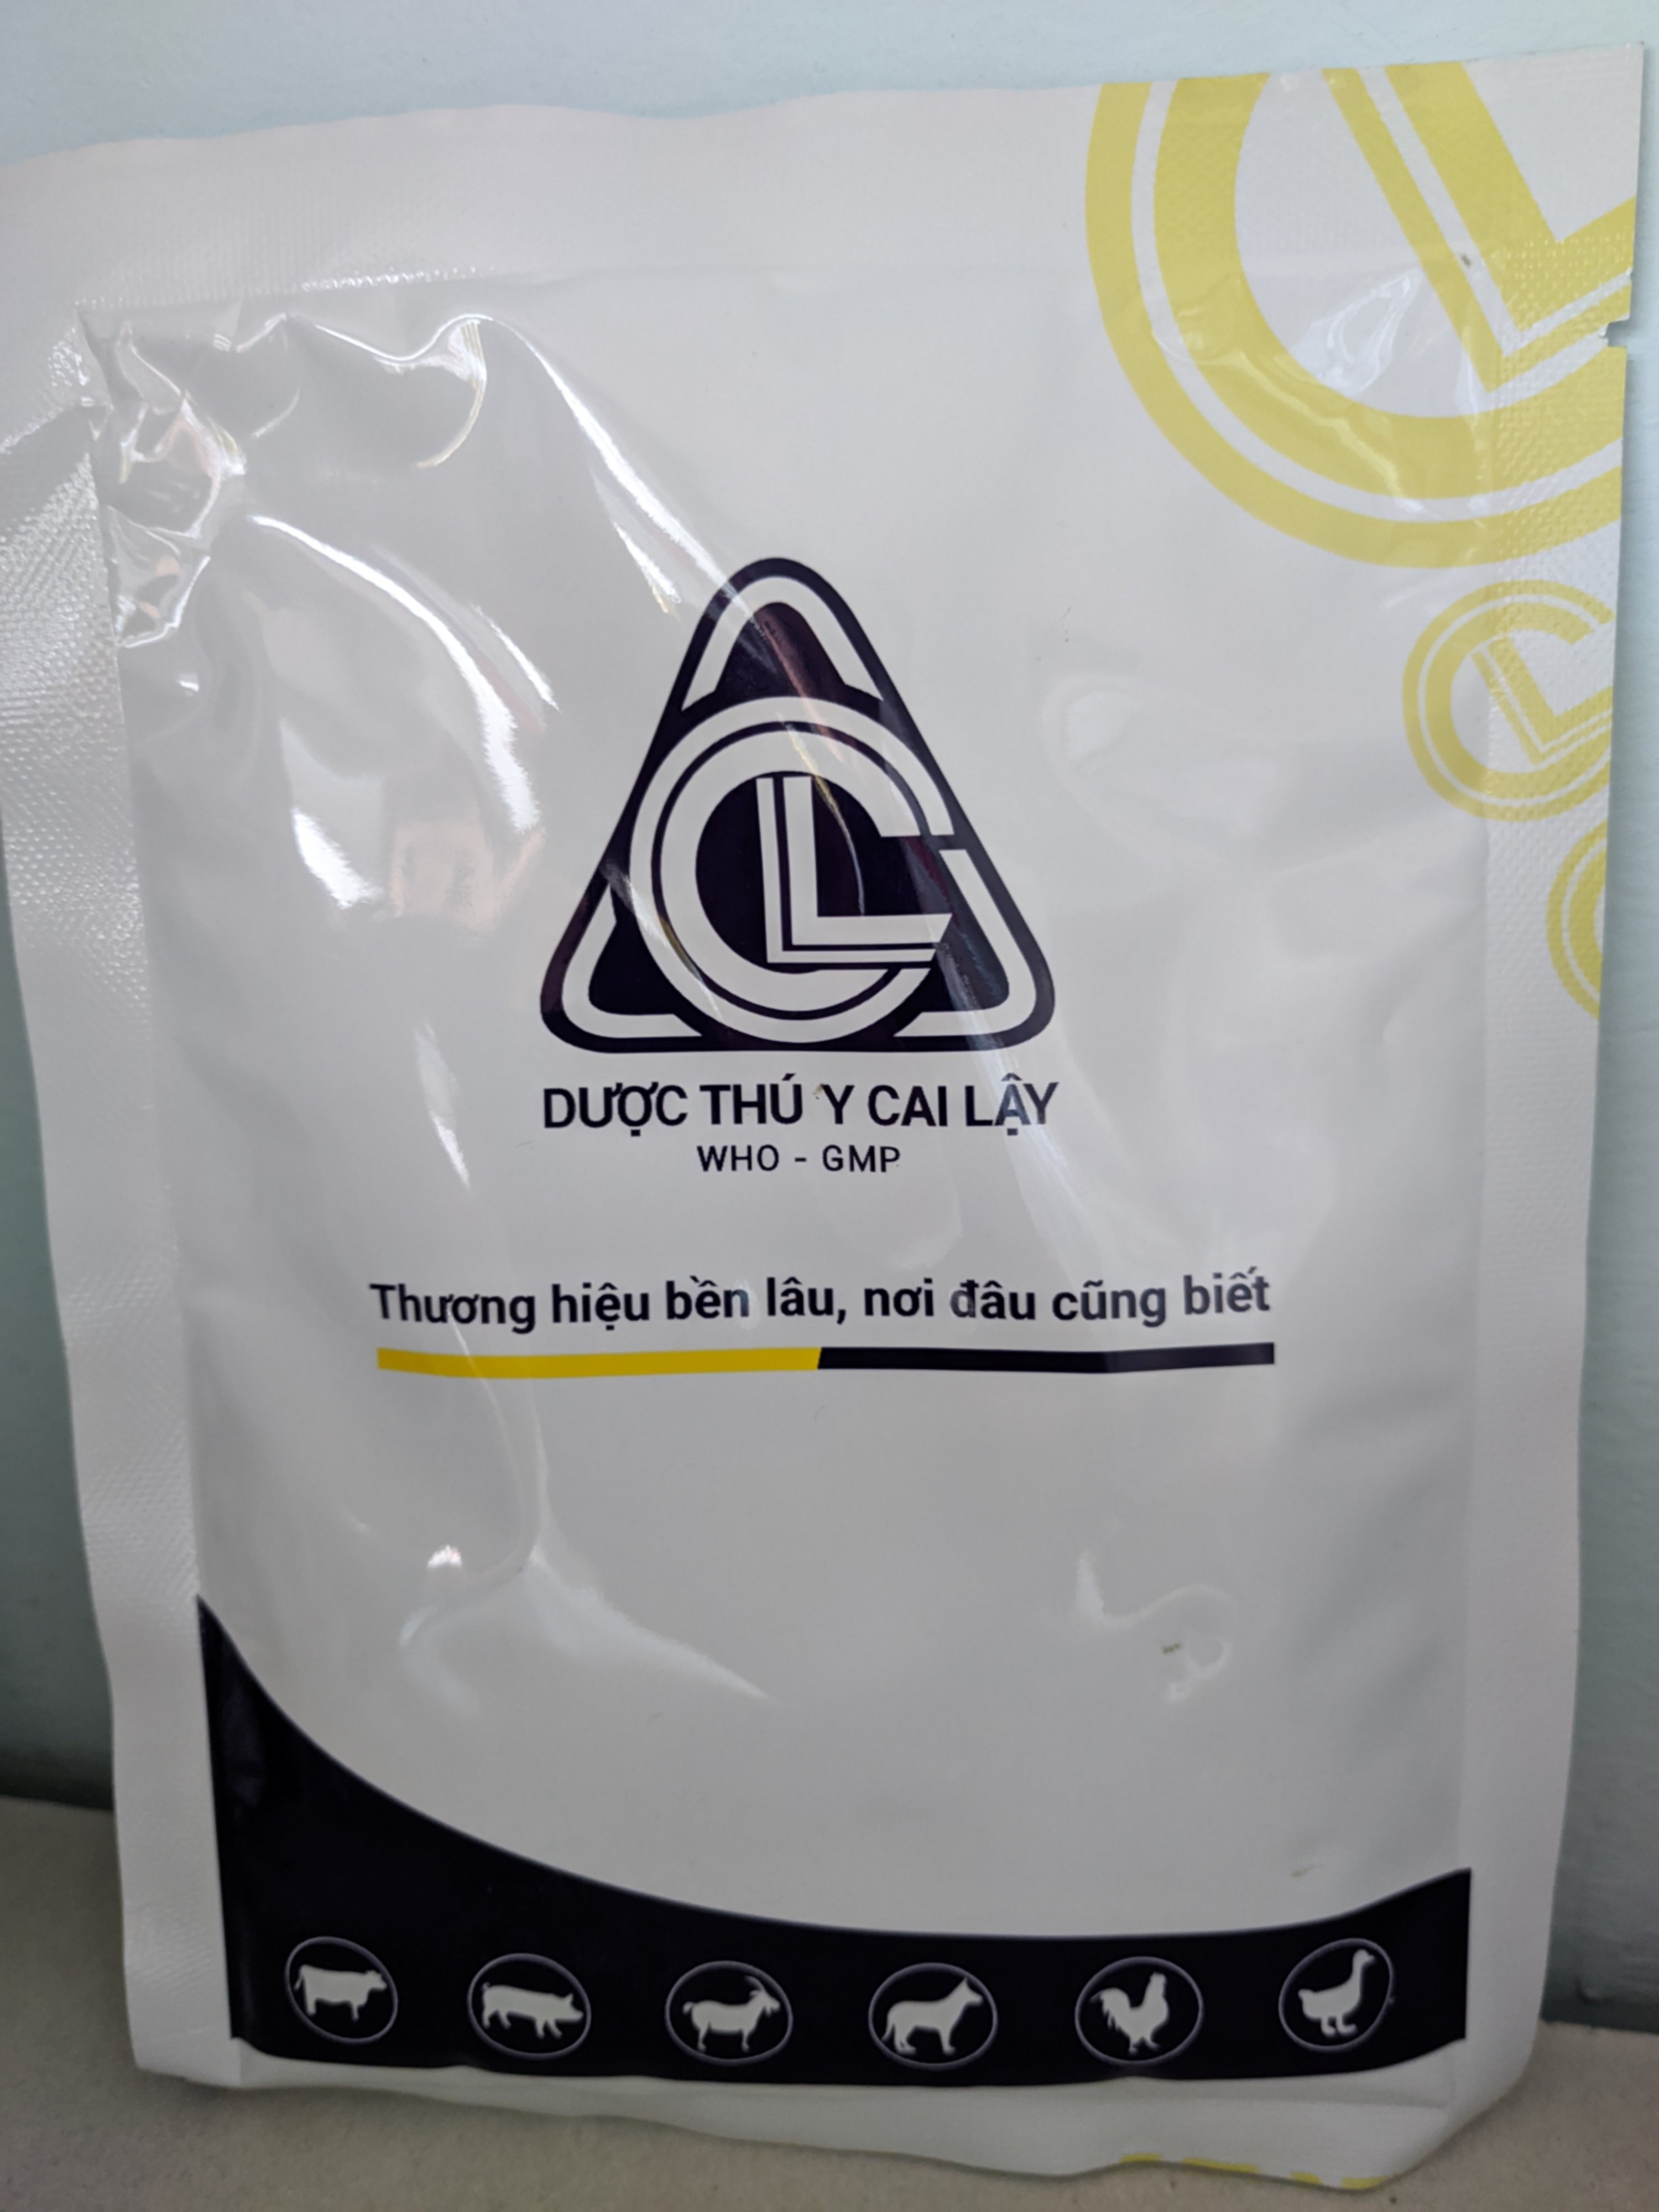 CL
DƯỢC THÚ Y CAI LẬY
WHO - GMP
Thương hiệu bền lâu, nơi đâu cũng biết